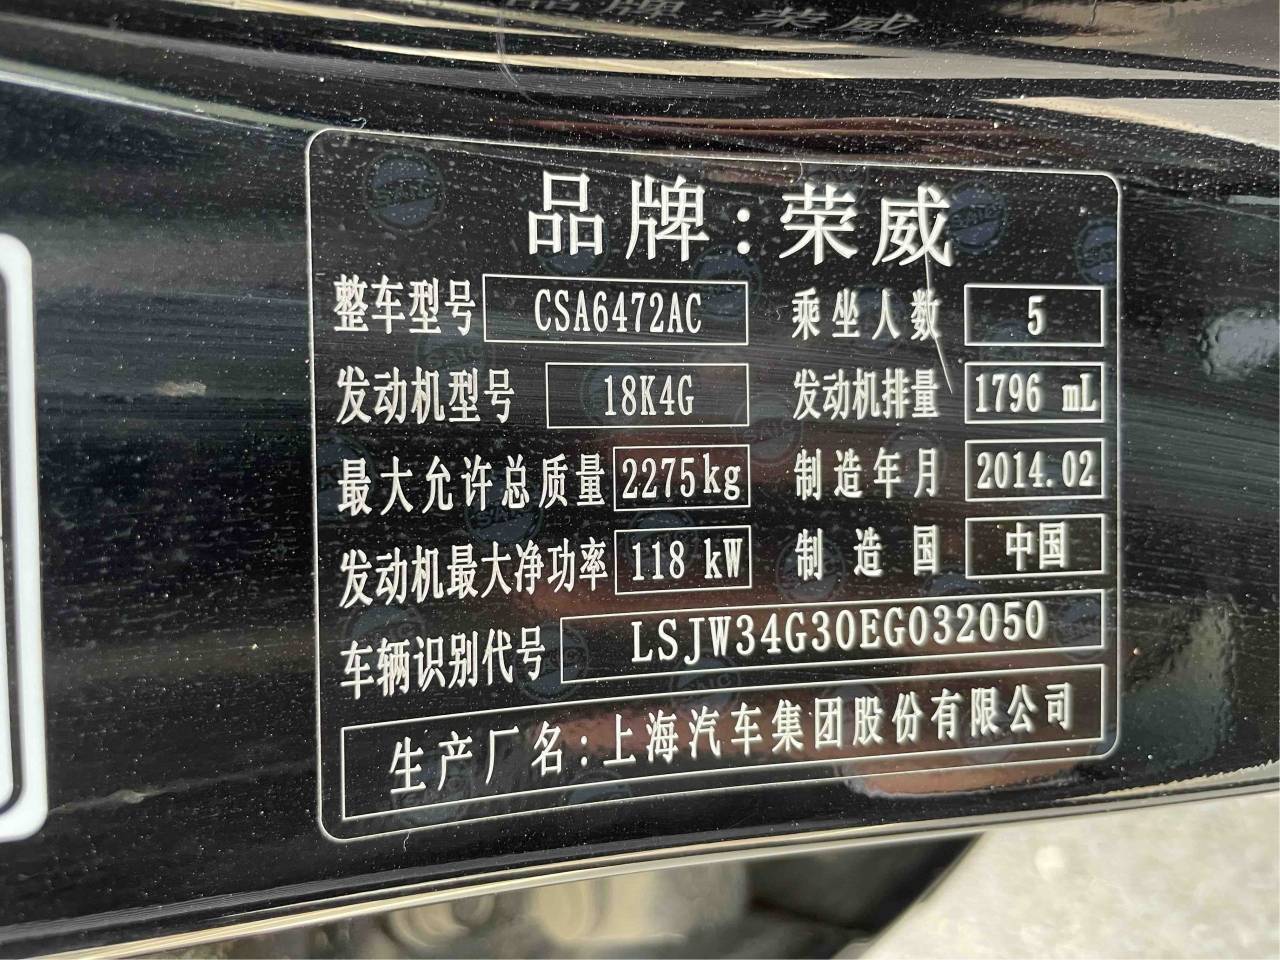 品牌:荣威
整车型号 CSA6472AC 乘坐人数 5
发动机型号 18K4G 发动机排量 1796 mL
最大允许总质量 2275kg 制造年月 2014.02
发动机最大净功率 118 kW 制造国 中国
车辆识别代号 LSJW34G30EG032050
生产厂名:上海汽车集团股份有限公司